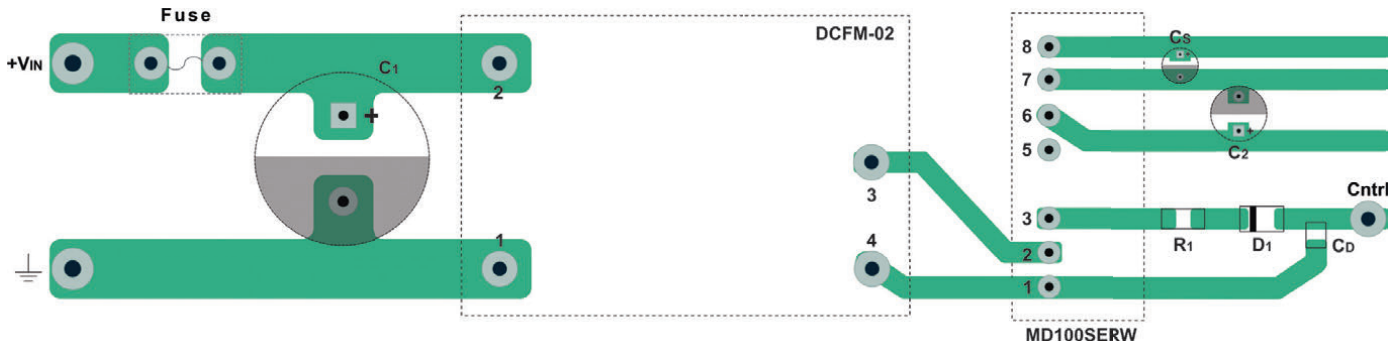 Fuse
DCFM-02
+VIN
C1
+
2
1
3
4
8
7
6
5
3
2
1
Cs
C2
+
+
Cntrl
R1
D1
CD
MD100SERW